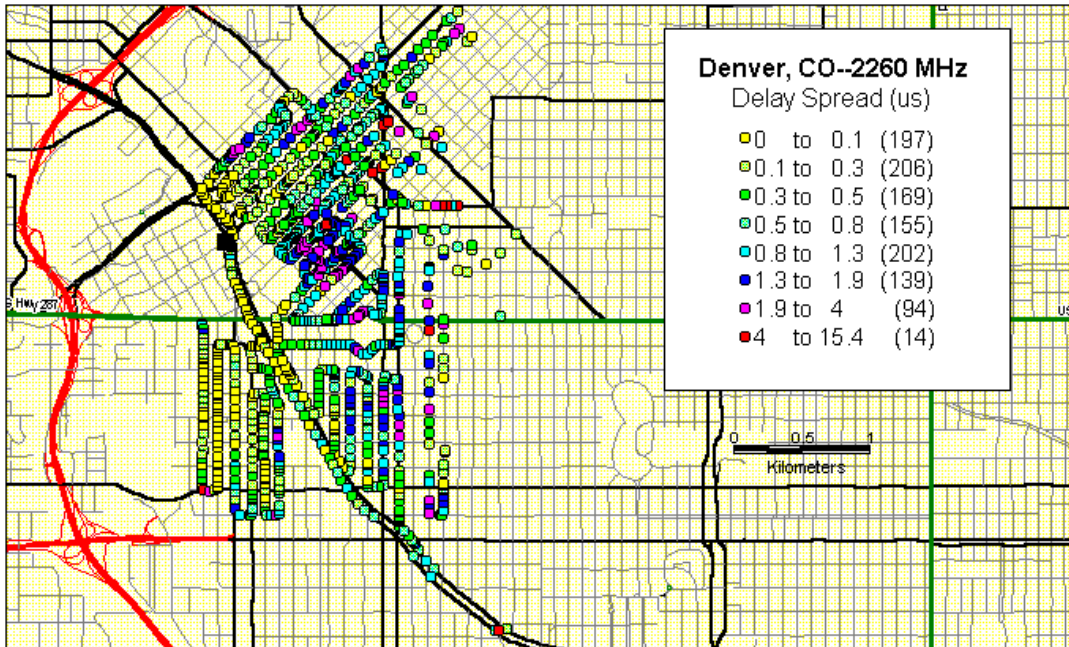 Denver, CO--2260 MHz
Delay Spread (us)
0 to 0.1 (197)
0.1 to 0.3 (206)
0.3 to 0.5 (169)
0.5 to 0.8 (155)
0.8 to 1.3 (202)
1.3 to 1.9 (139)
1.9 to 4 (94)
4 to 15.4 (14)
S HWY 287
US
0 0.5 1
Kilometers